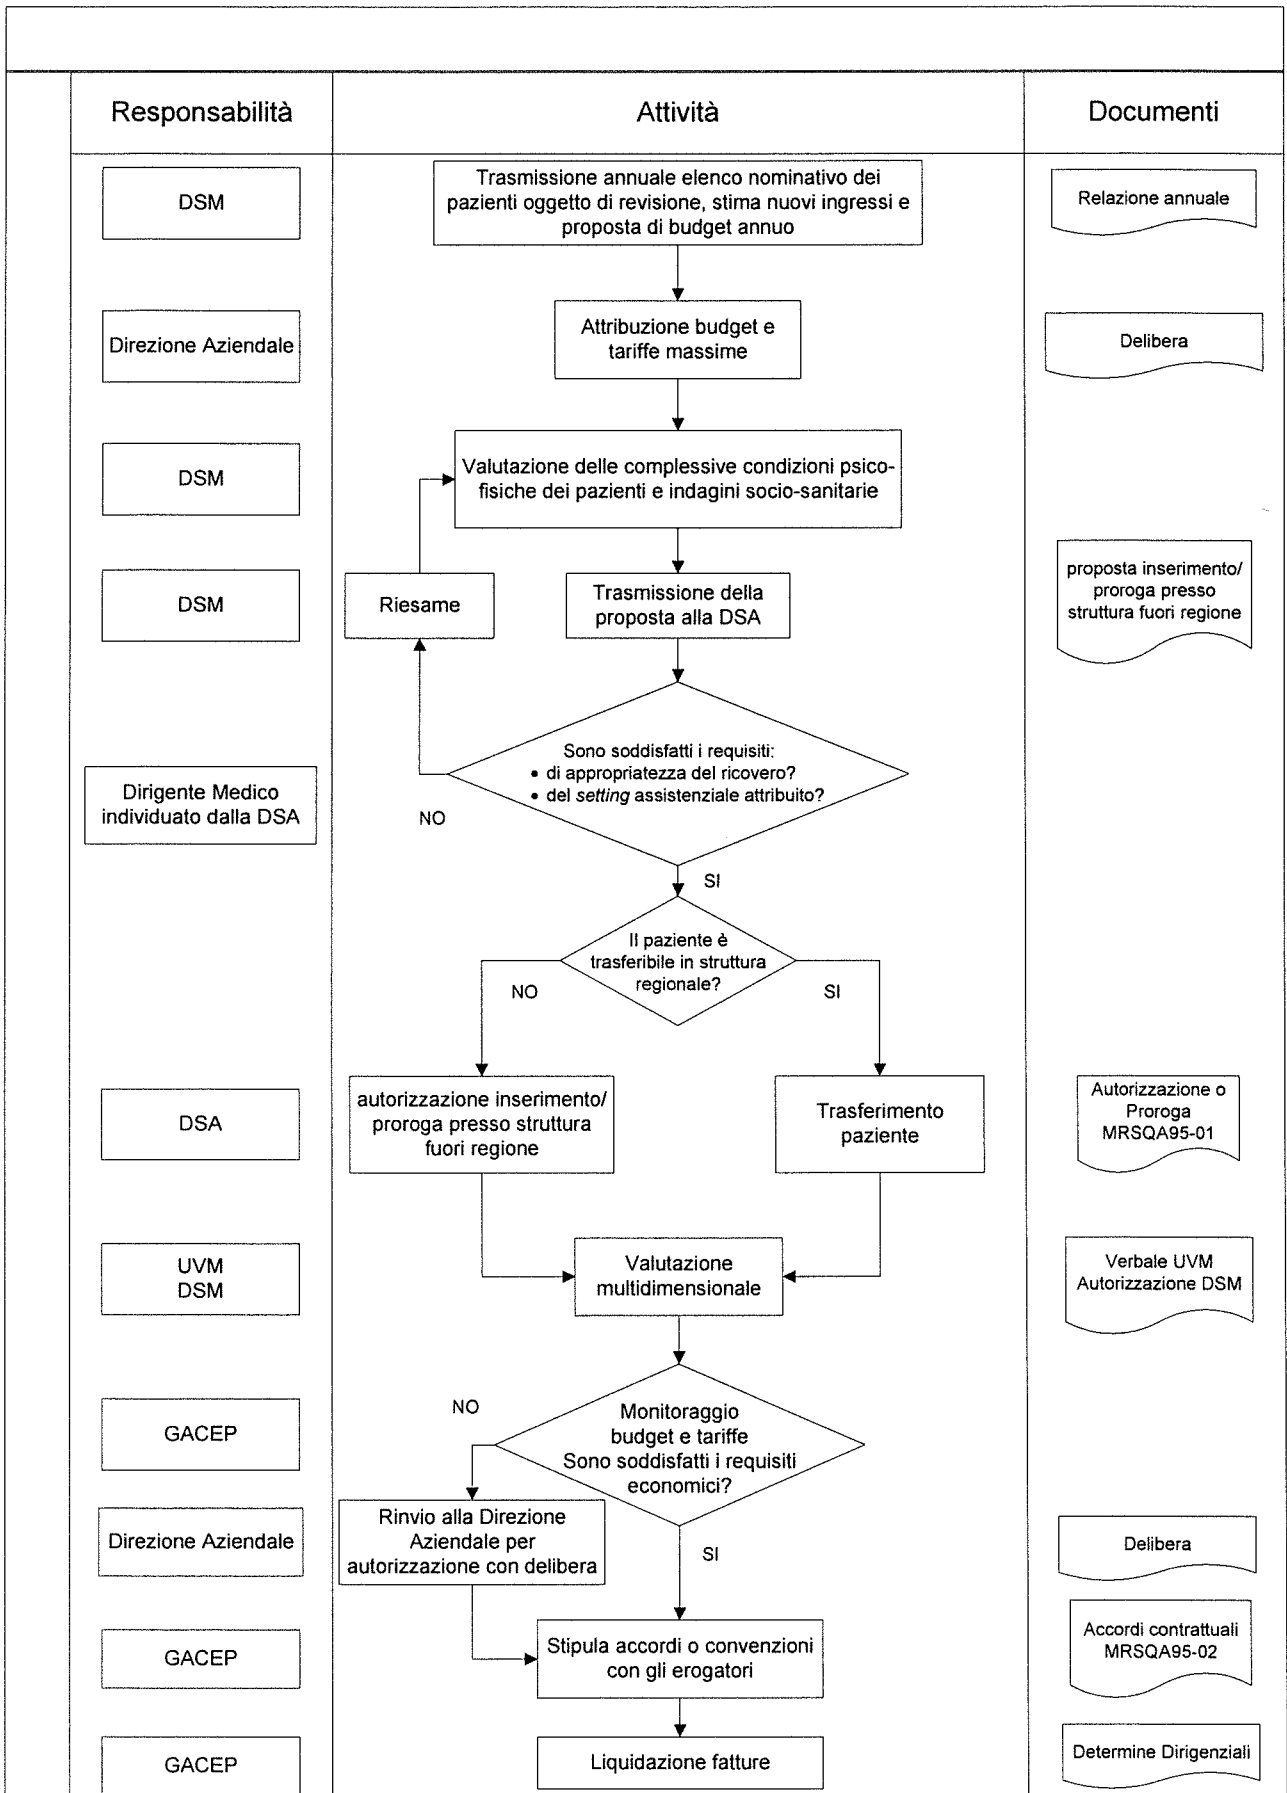 Responsabilità
Attività
Documenti
DSM
Trasmissione annuale elenco nominativo dei
pazienti oggetto di revisione, stima nuovi ingressi e
proposta di budget annuo
Relazione annuale
Direzione Aziendale
Attribuzione budget e
tariffe massime
Delibera
DSM
Valutazione delle complessive condizioni psico-
fisiche dei pazienti e indagini socio-sanitarie
DSM
Riesame
Trasmissione della
proposta alla DSA
proposta inserimento/
proroga presso
struttura fuori regione
Dirigente Medico
individuato dalla DSA
Sono soddisfatti i requisiti:
• di appropriatezza del ricovero?
• del setting assistenziale attribuito?
NO
SI
Il paziente è
trasferibile in struttura
regionale?
NO
SI
DSA
autorizzazione inserimento/
proroga presso struttura
fuori regione
Trasferimento
paziente
Autorizzazione o
Proroga
MRSQA95-01
UVM
DSM
Valutazione
multidimensionale
Verbale UVM
Autorizzazione DSM
GACEP
NO
Monitoraggio
budget e tariffe
Sono soddisfatti i requisiti
economici?
Direzione Aziendale
Rinvio alla Direzione
Aziendale per
autorizzazione con delibera
SI
Delibera
GACEP
Stipula accordi o convenzioni
con gli erogatori
Accordi contrattuali
MRSQA95-02
GACEP
Liquidazione fatture
Determine Dirigenziali